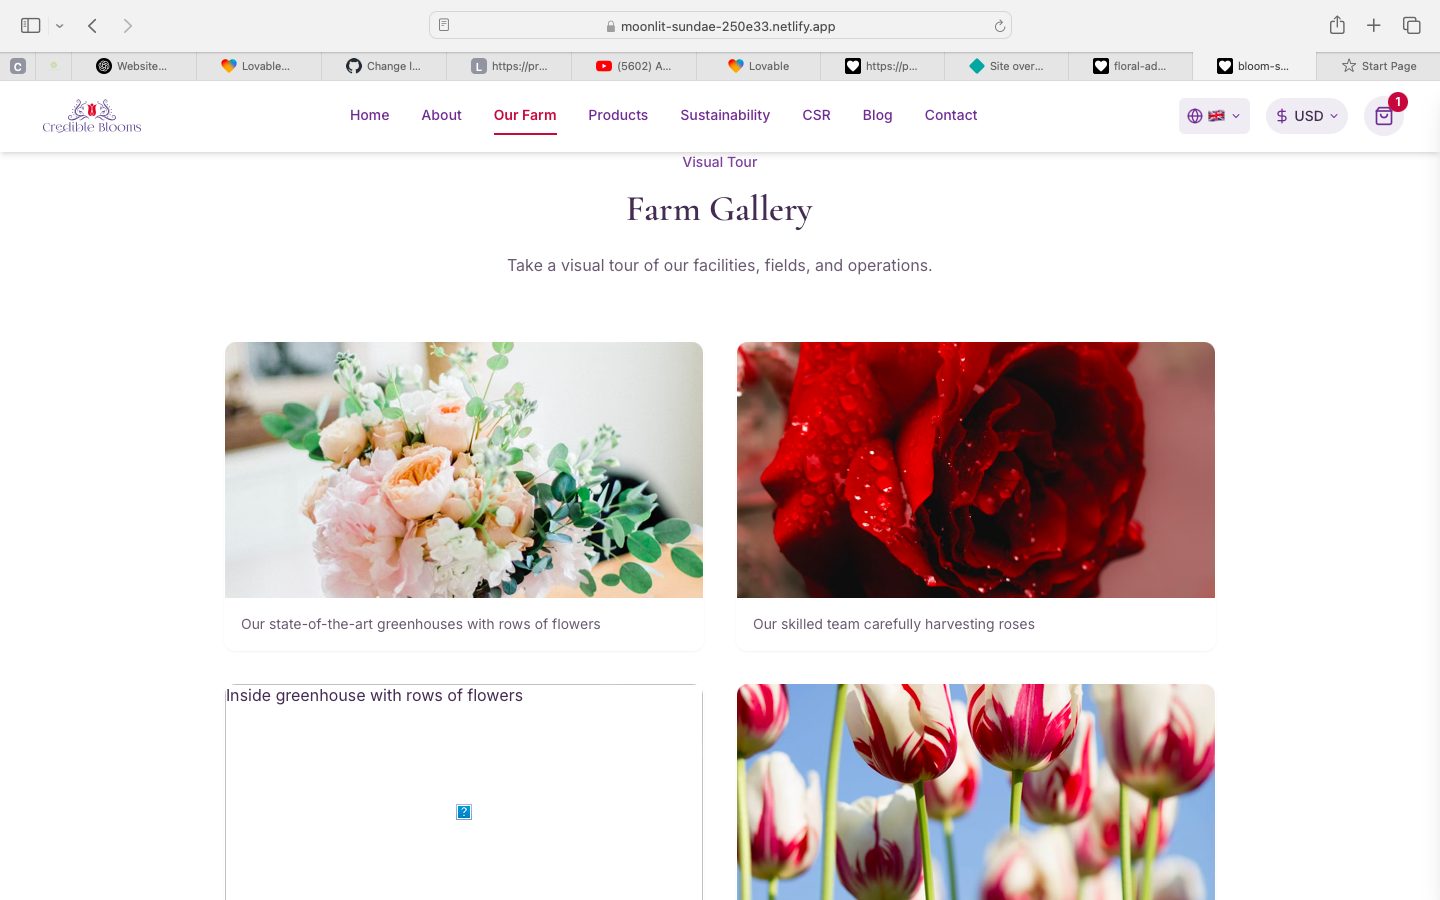 moonlit-sundae-250e33.netlify.app
C
Website...
Lovable...
Change l...
L
https://pr...
(5602) A...
Lovable
https://p...
Site over...
floral-ad...
bloom-s...
Start Page
Credible Blooms
Home
About
Our Farm
Products
Sustainability
CSR
Blog
Contact
$ USD
1
Visual Tour
Farm Gallery
Take a visual tour of our facilities, fields, and operations.
Our state-of-the-art greenhouses with rows of flowers
Our skilled team carefully harvesting roses
Inside greenhouse with rows of flowers
?